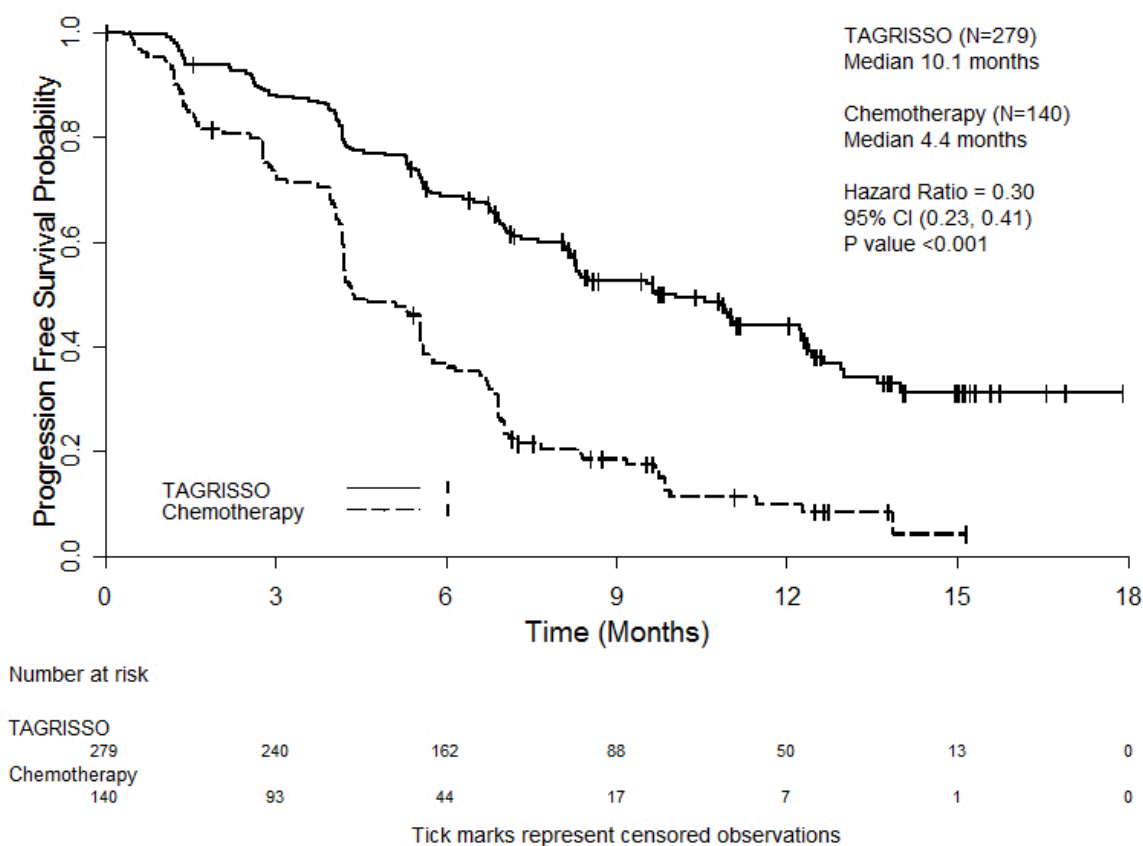 TAGRISSO (N=279)
Median 10.1 months
Chemotherapy (N=140)
Median 4.4 months
Hazard Ratio = 0.30
95% CI (0.23, 0.41)
P value <0.001
Progression Free Survival Probability
1.0
0.8
0.6
0.4
0.2
0.0
TAGRISSO
Chemotherapy
0 3 6 9 12 15 18
Time (Months)
Number at risk
TAGRISSO
279 240 162 88 50 13 0
Chemotherapy
140 93 44 17 7 1 0
Tick marks represent censored observations